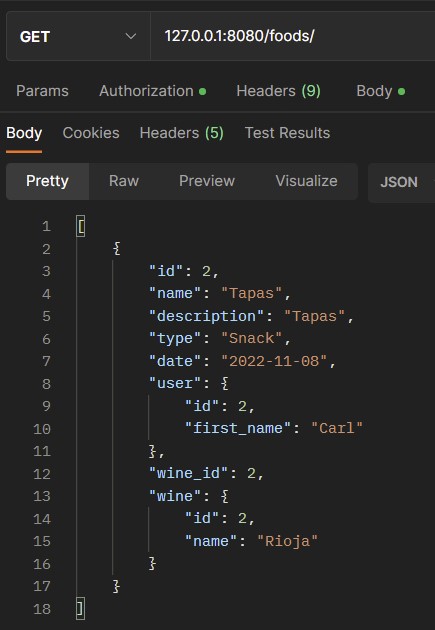 GET 127.0.0.1:8080/foods/
Params Authorization Headers (9) Body
Body Cookies Headers (5) Test Results
Pretty Raw Preview Visualize JSON
1 [
2 {
3 "id": 2,
4 "name": "Tapas",
5 "description": "Tapas",
6 "type": "Snack",
7 "date": "2022-11-08",
8 "user": {
9 "id": 2,
10 "first_name": "Carl"
11 },
12 "wine_id": 2,
13 "wine": {
14 "id": 2,
15 "name": "Rioja"
16 }
17 }
18 ]